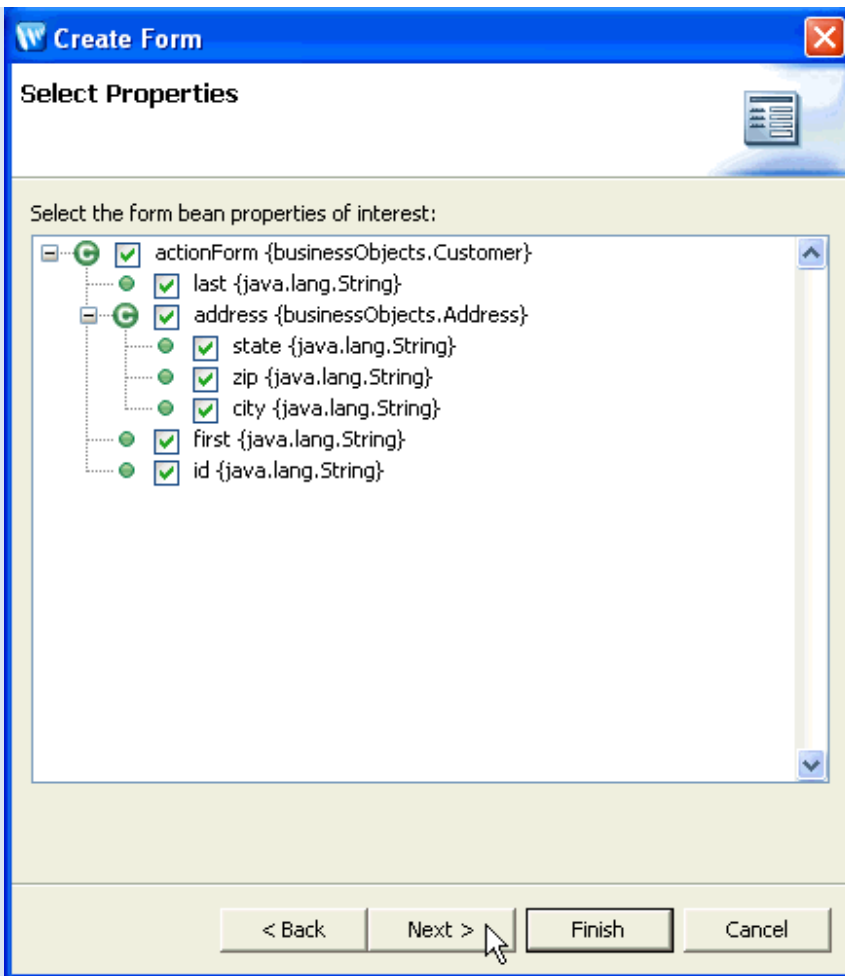 Create Form
Select Properties
Select the form bean properties of interest:
actionForm {businessObjects.Customer}
last {java.lang.String}
address {businessObjects.Address}
state {java.lang.String}
zip {java.lang.String}
city {java.lang.String}
first {java.lang.String}
id {java.lang.String}
< Back Next > Finish Cancel